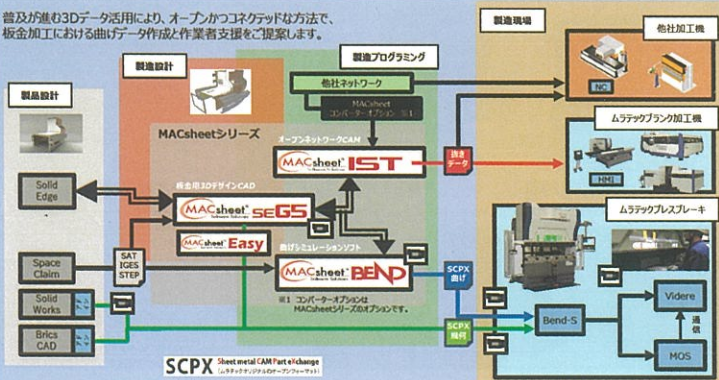 普及が進む3Dデータ活用により、オープンかつコネクテッドな方法で、
板金加工における曲げデータ作成と作業者支援をご提案します。
製品設計
製造設計
製造プログラミング
製造現場
他社ネットワーク
MACsheet
コンバーターオプション ※1
MACsheetシリーズ
オープンネットワークCAM
MACsheet IST
抜き
データ
他社加工機
NC
ムラテックブランク加工機
HMI
Solid
Edge
板金用3DデザインCAD
MACsheet SEG5
MACsheet Easy
Space
Claim
SAT
IGES
STEP
曲げシミュレーションソフト
MACsheet BEND
※1 コンバーターオプションは
MACsheetシリーズのオプションです。
Solid
Works
アドイン
Brics
CAD
アドイン
SCPX
曲げ
SCPX
幾何
ムラテックプレスブレーキ
Bend-S
Videre
通信
MOS
SCPX Sheet metal CAM Part eXchange
(ムラテックオリジナルのオープンフォーマット)